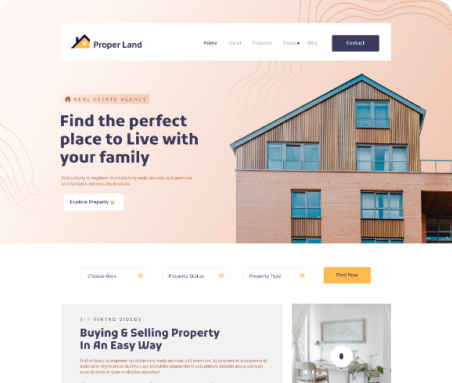 Proper Land
Home About Property Pages Blog Contact
REAL ESTATE AGENCY
Find the perfect
place to Live with
your family
Distinctively re-engineer revolutionary meta-services and premium
architectures. Intrinsically incubate
Explore Property
Choose Area Property Status Property Type Find Now
INTRO VIDEO
Buying & Selling Property
In An Easy Way